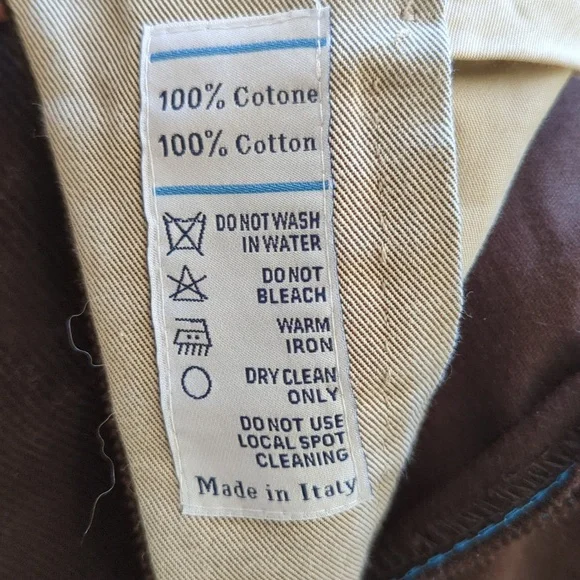 100% Cotone
100% Cotton
DO NOT WASH
IN WATER
DO NOT
BLEACH
WARM
IRON
DRY CLEAN
ONLY
DO NOT USE
LOCAL SPOT
CLEANING
Made in Italy